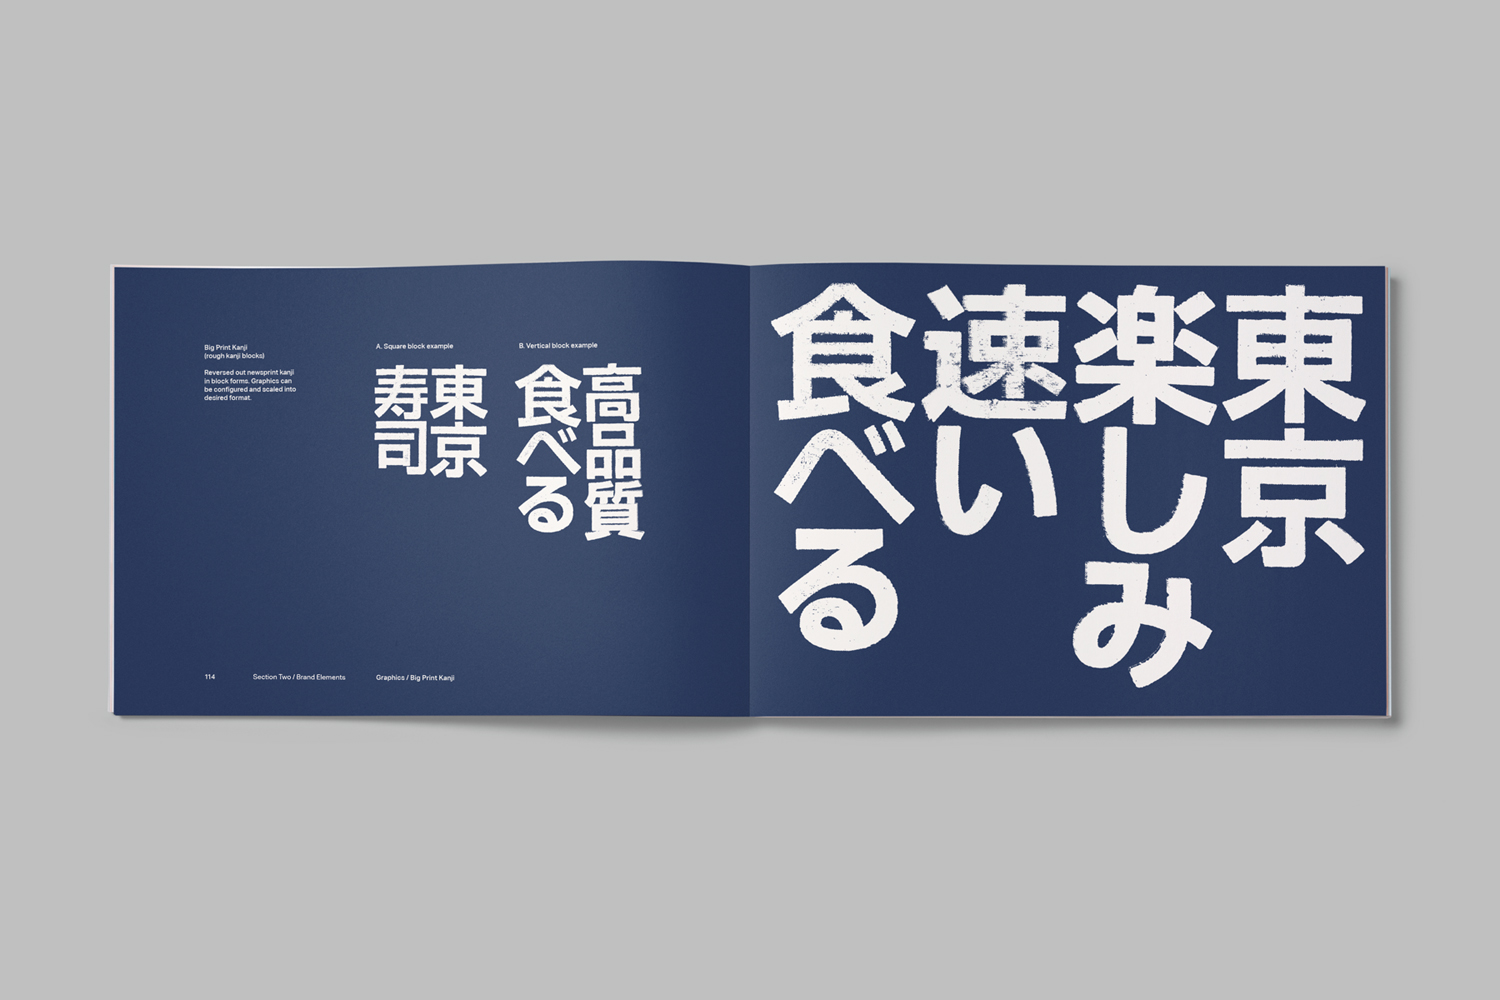 Big Print Kanji
(rough kanji blocks)
Reversed out newsprint kanji
in block forms. Graphics can
be configured and scaled into
desired format.
A. Square block example
東京
寿司
B. Vertical block example
高品質
食べる
114
Section Two / Brand Elements
Graphics / Big Print Kanji
東京
楽しみ
速い
食べる